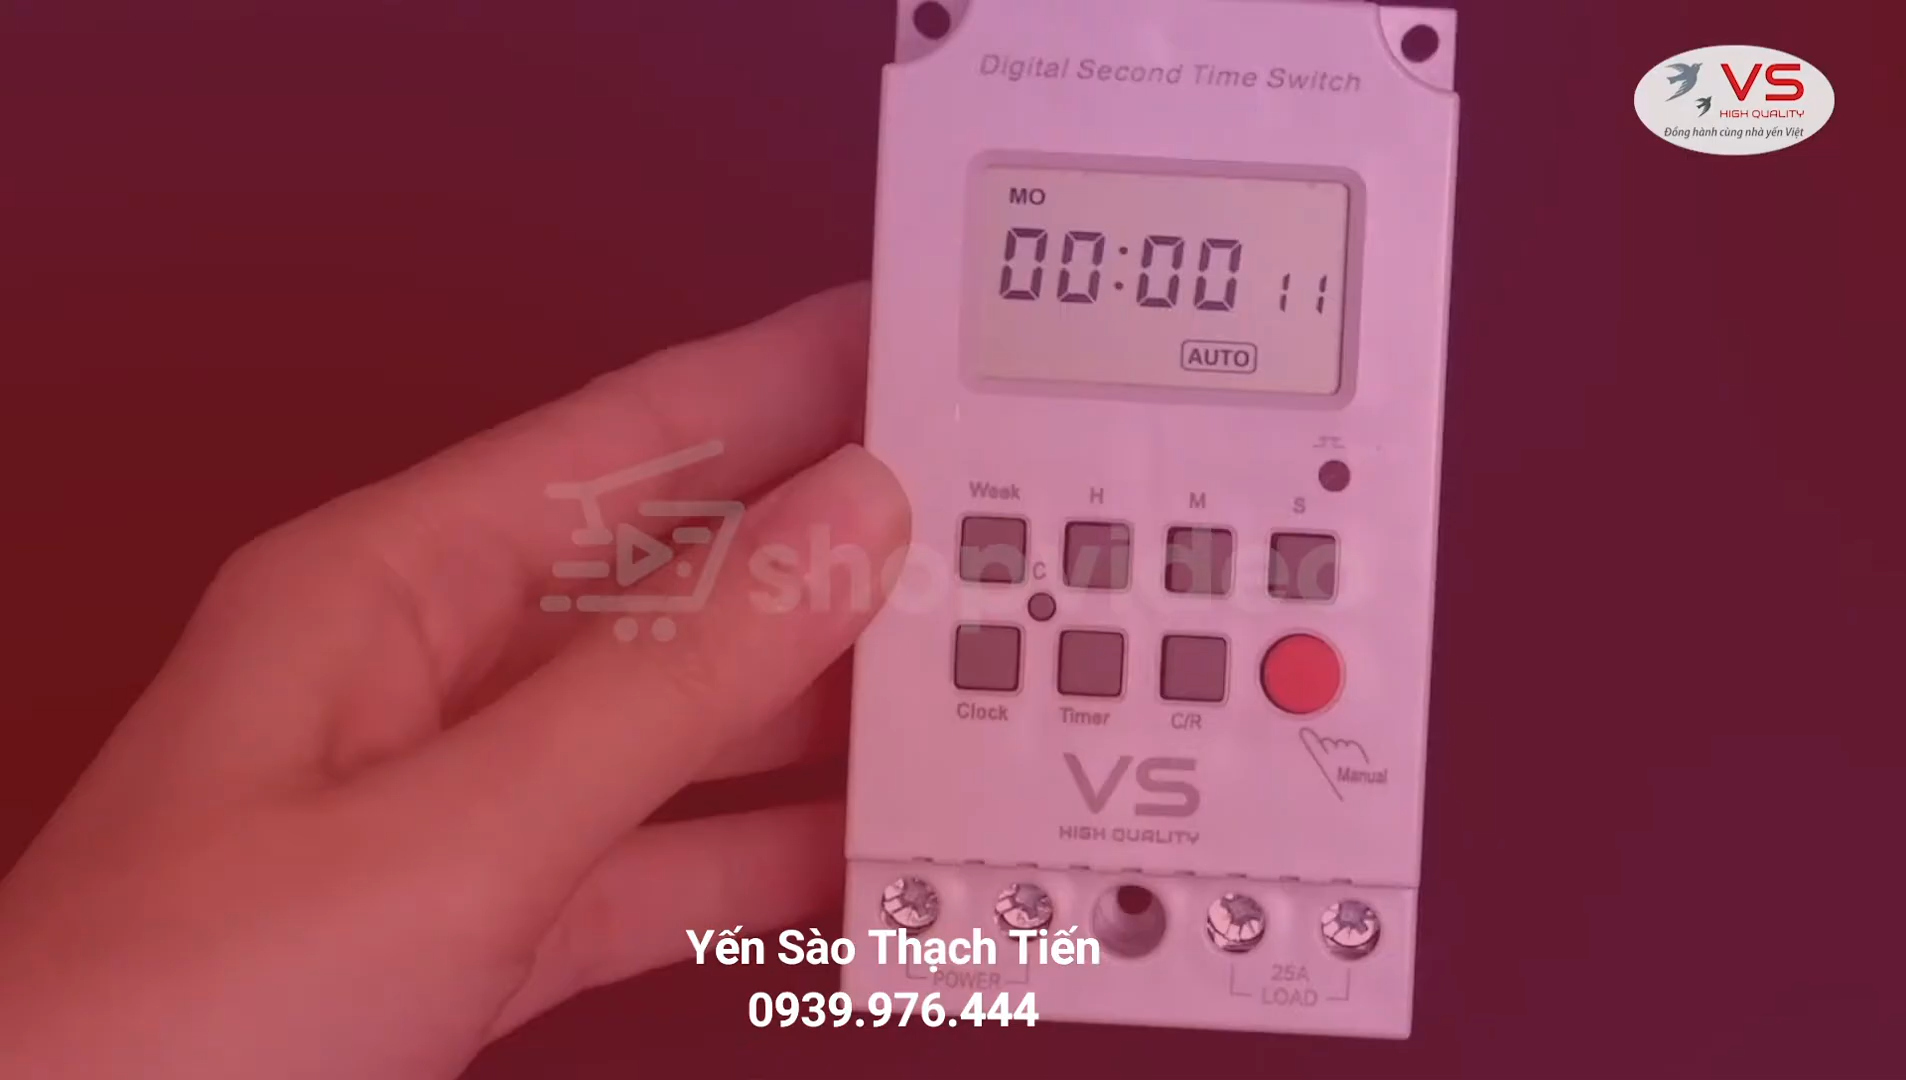 Digital Second Time Switch
VS
HIGH QUALITY
Đồng hành cùng nhà yến Việt
MO
00:00 11
AUTO
Week H M S
C
shopvideo
Clock Timer C/R
Manual
VS
HIGH QUALITY
Yến Sào Thạch Tiến
POWER
25A
LOAD
0939.976.444